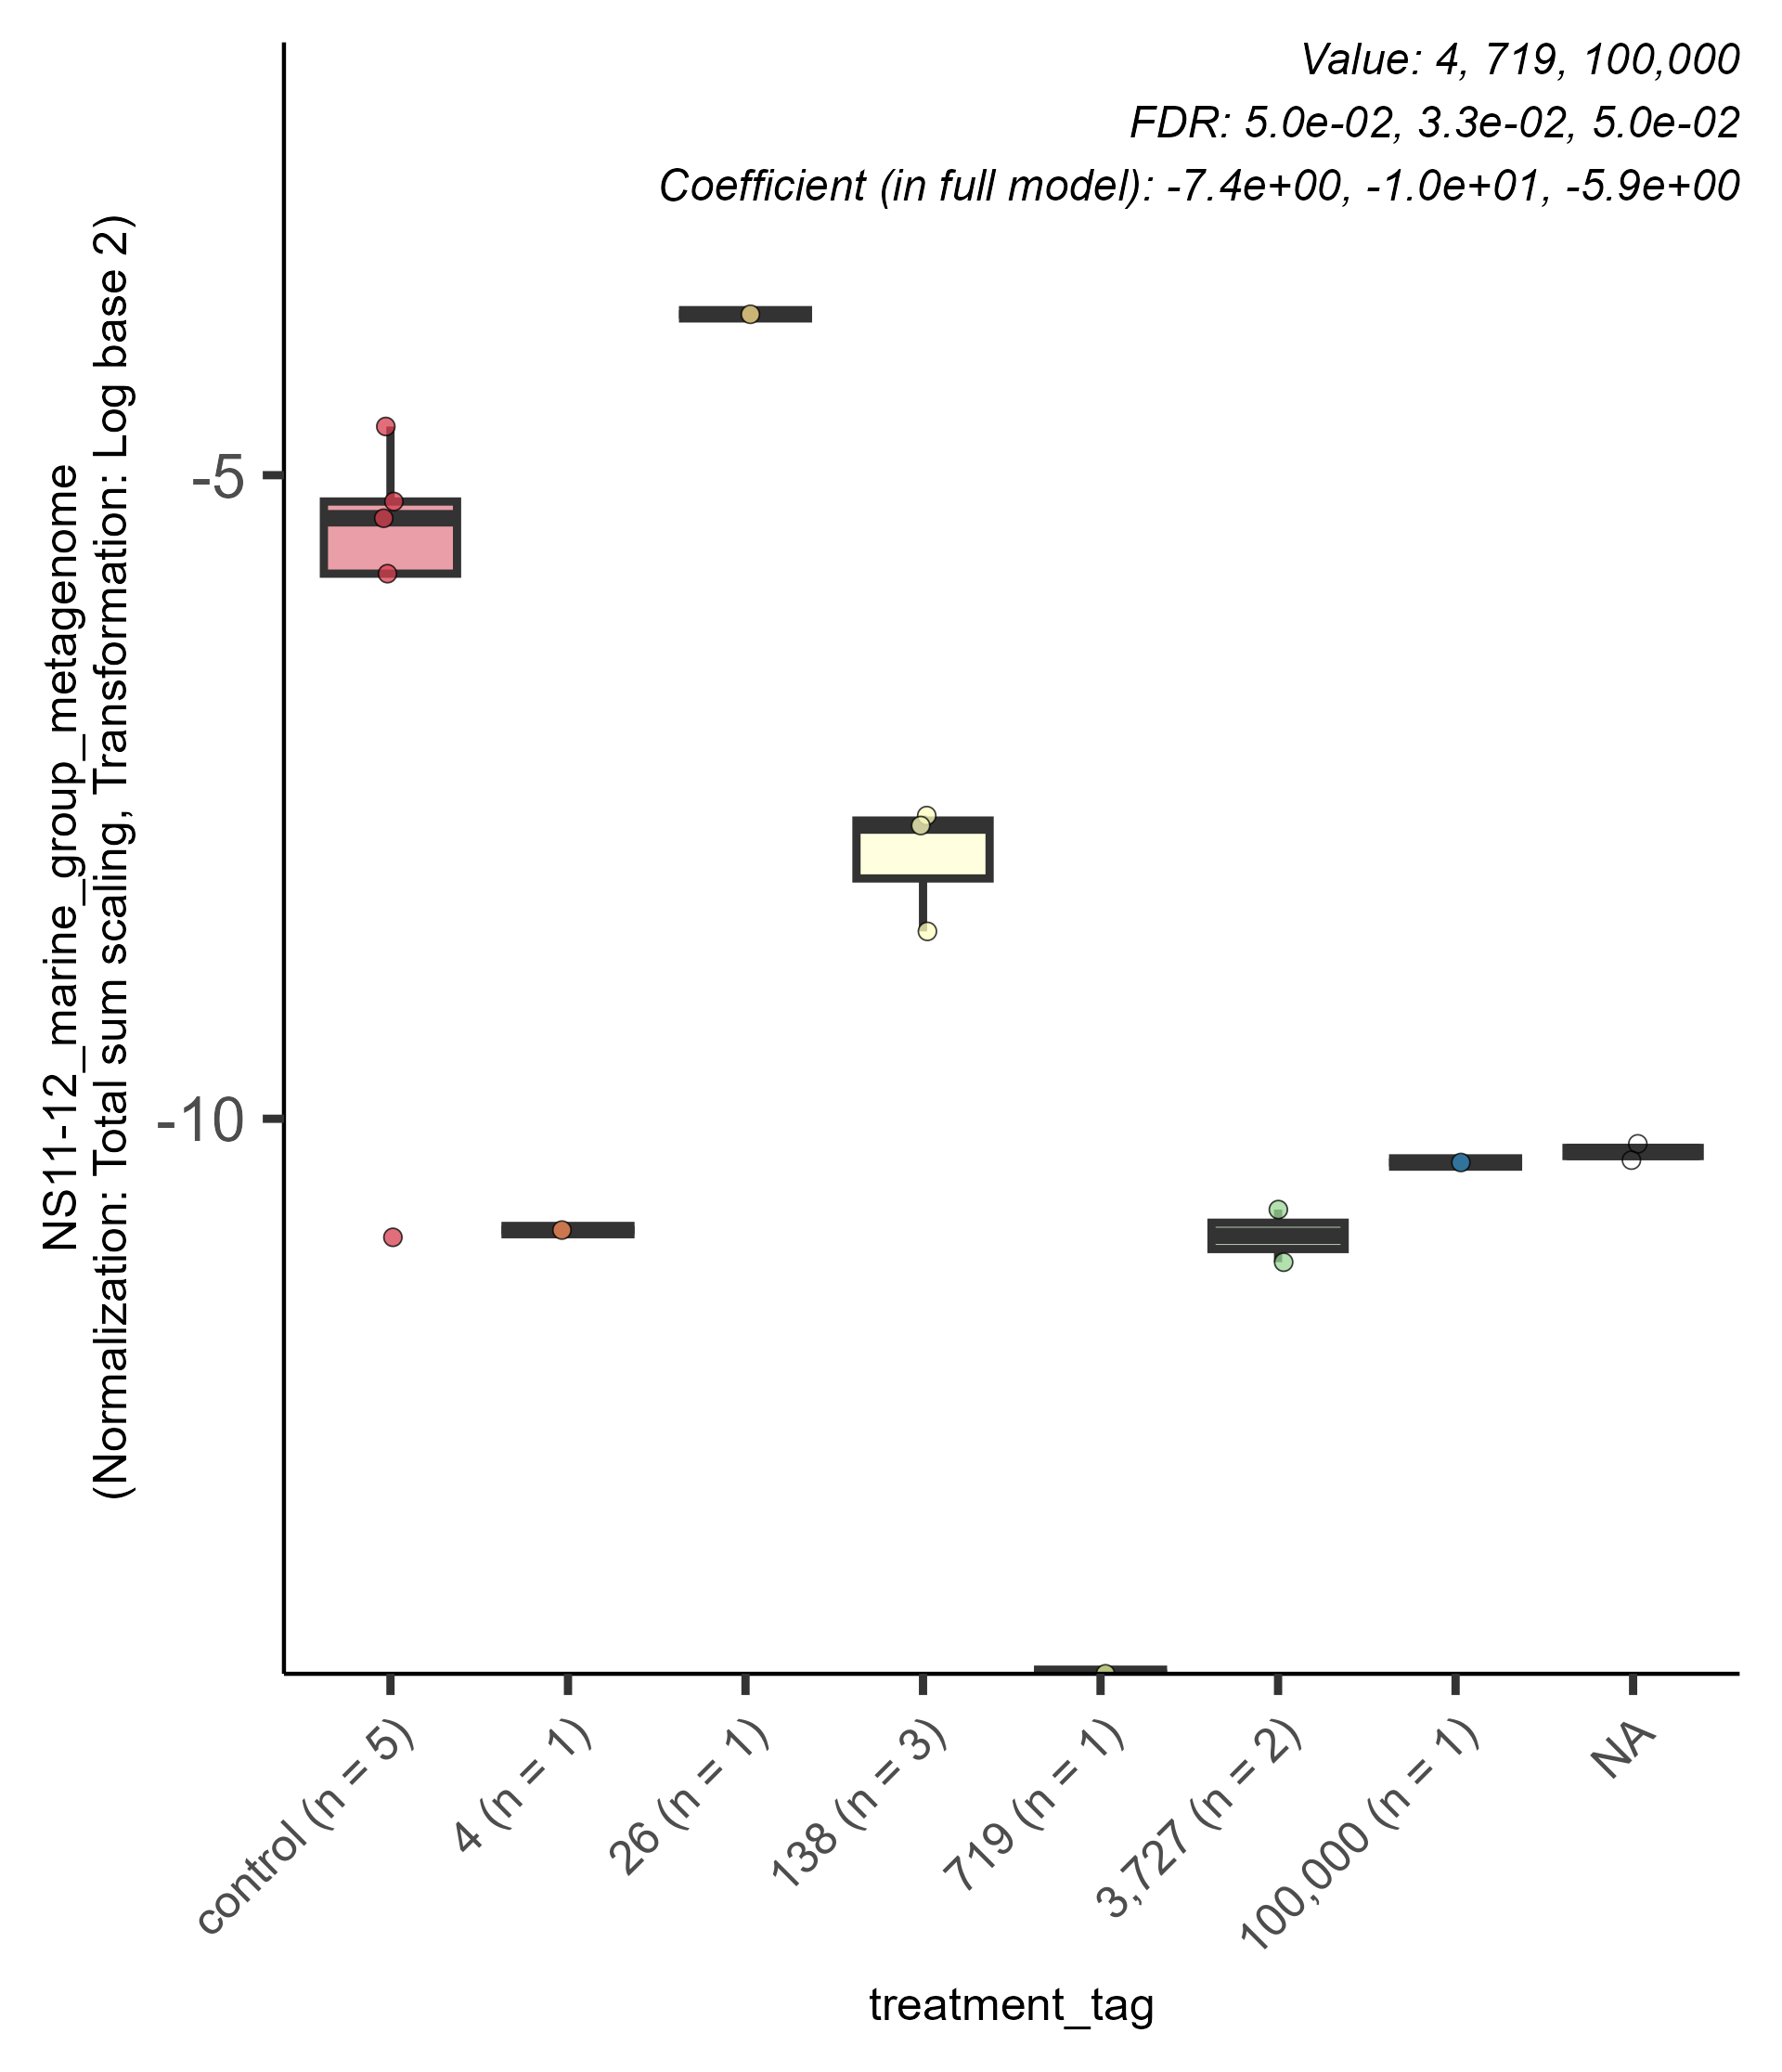 Value: 4, 719, 100,000
FDR: 5.0e-02, 3.3e-02, 5.0e-02
Coefficient (in full model): -7.4e+00, -1.0e+01, -5.9e+00
NS11-12_marine_group_metagenome
(Normalization: Total sum scaling, Transformation: Log base 2)
-5
-10
control (n = 5)
4 (n = 1)
26 (n = 1)
138 (n = 3)
719 (n = 1)
3,727 (n = 2)
100,000 (n = 1)
NA
treatment_tag